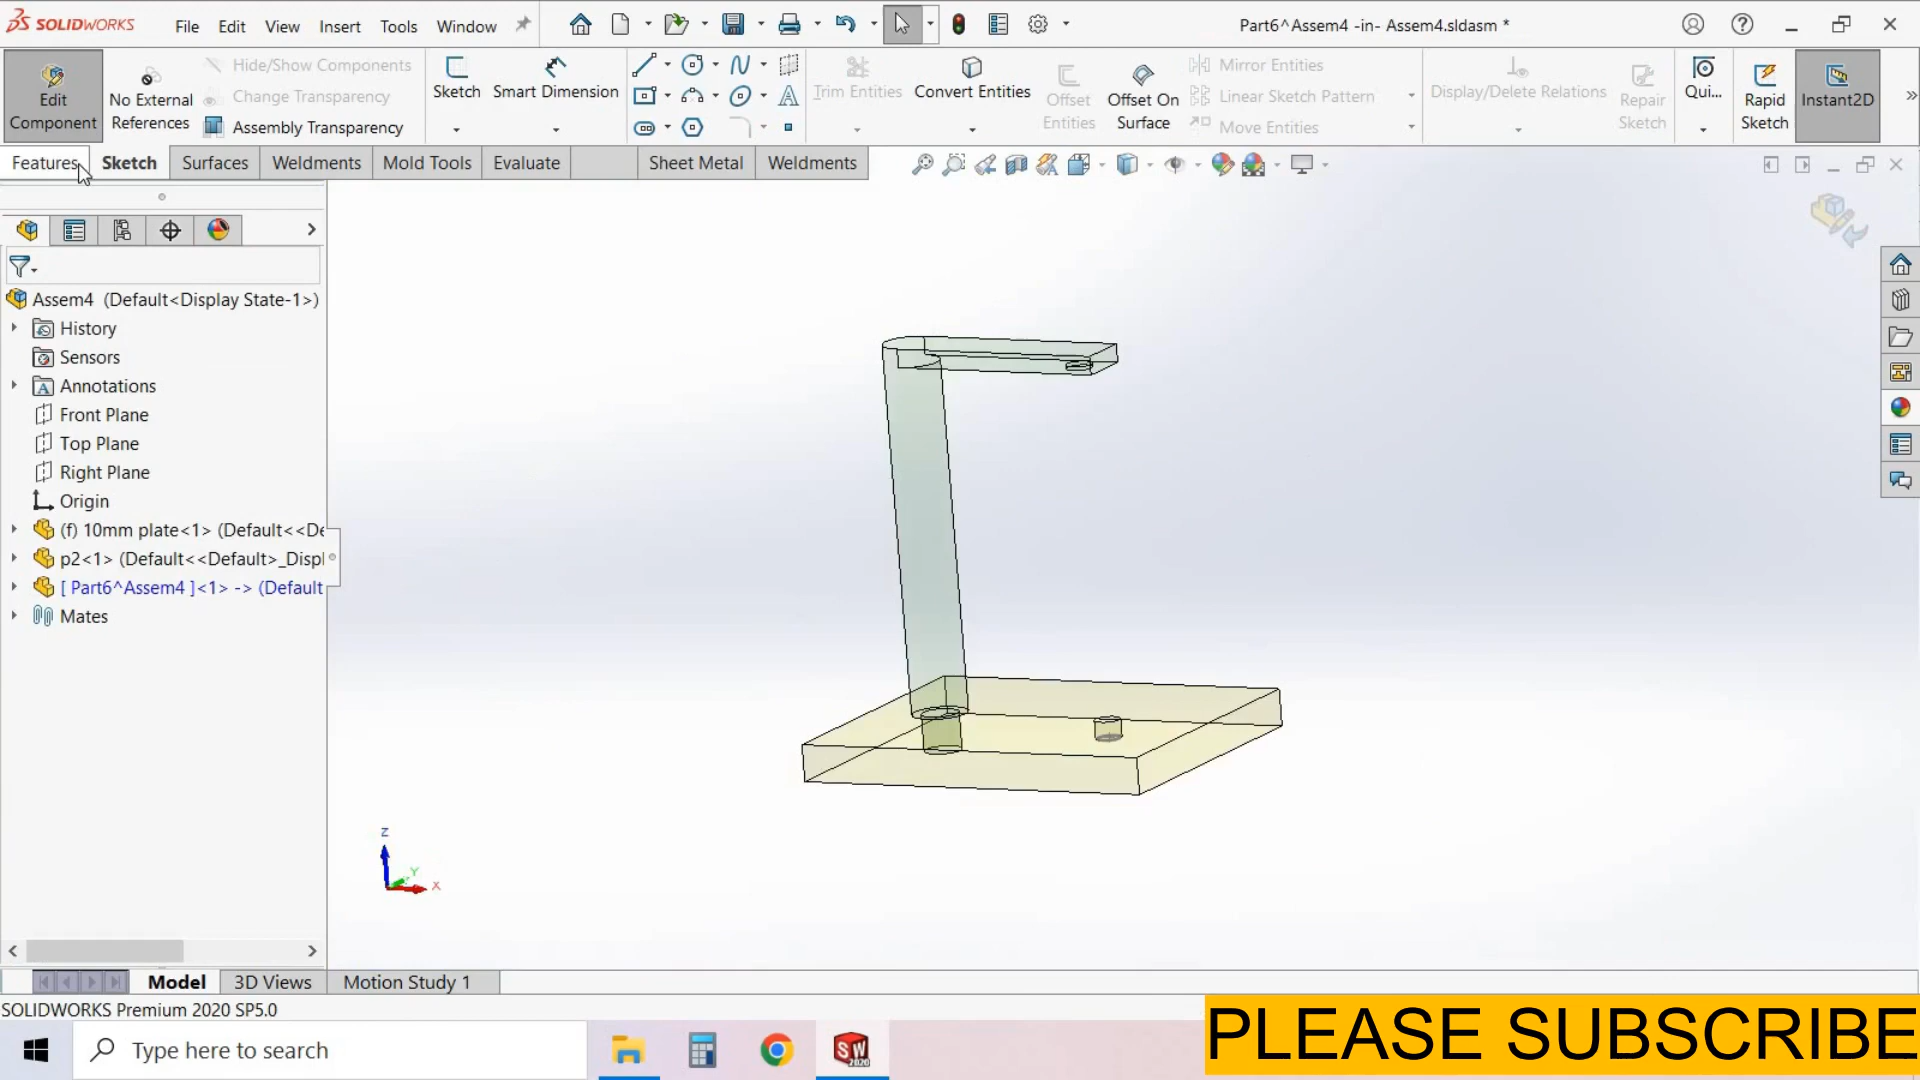 SOLIDWORKS
File
Edit
View
Insert
Tools
Window
Part6^Assem4 -in- Assem4.sldasm *
Edit
Component
No External
References
Hide/Show Components
Change Transparency
Assembly Transparency
Sketch
Smart Dimension
Trim Entities
Convert Entities
Offset
Entities
Offset On
Surface
Mirror Entities
Linear Sketch Pattern
Move Entities
Display/Delete Relations
Repair
Sketch
Qui...
Rapid
Sketch
Instant2D
Features
Sketch
Surfaces
Weldments
Mold Tools
Evaluate
Sheet Metal
Weldments
Assem4 (Default<Display State-1>)
History
Sensors
Annotations
Front Plane
Top Plane
Right Plane
Origin
(f) 10mm plate<1> (Default<<De
p2<1> (Default<<Default>_Displ
[ Part6^Assem4 ]<1> -> (Default
Mates
Z
Y
X
Model
3D Views
Motion Study 1
SOLIDWORKS Premium 2020 SP5.0
Type here to search
SW
2020
PLEASE SUBSCRIBE